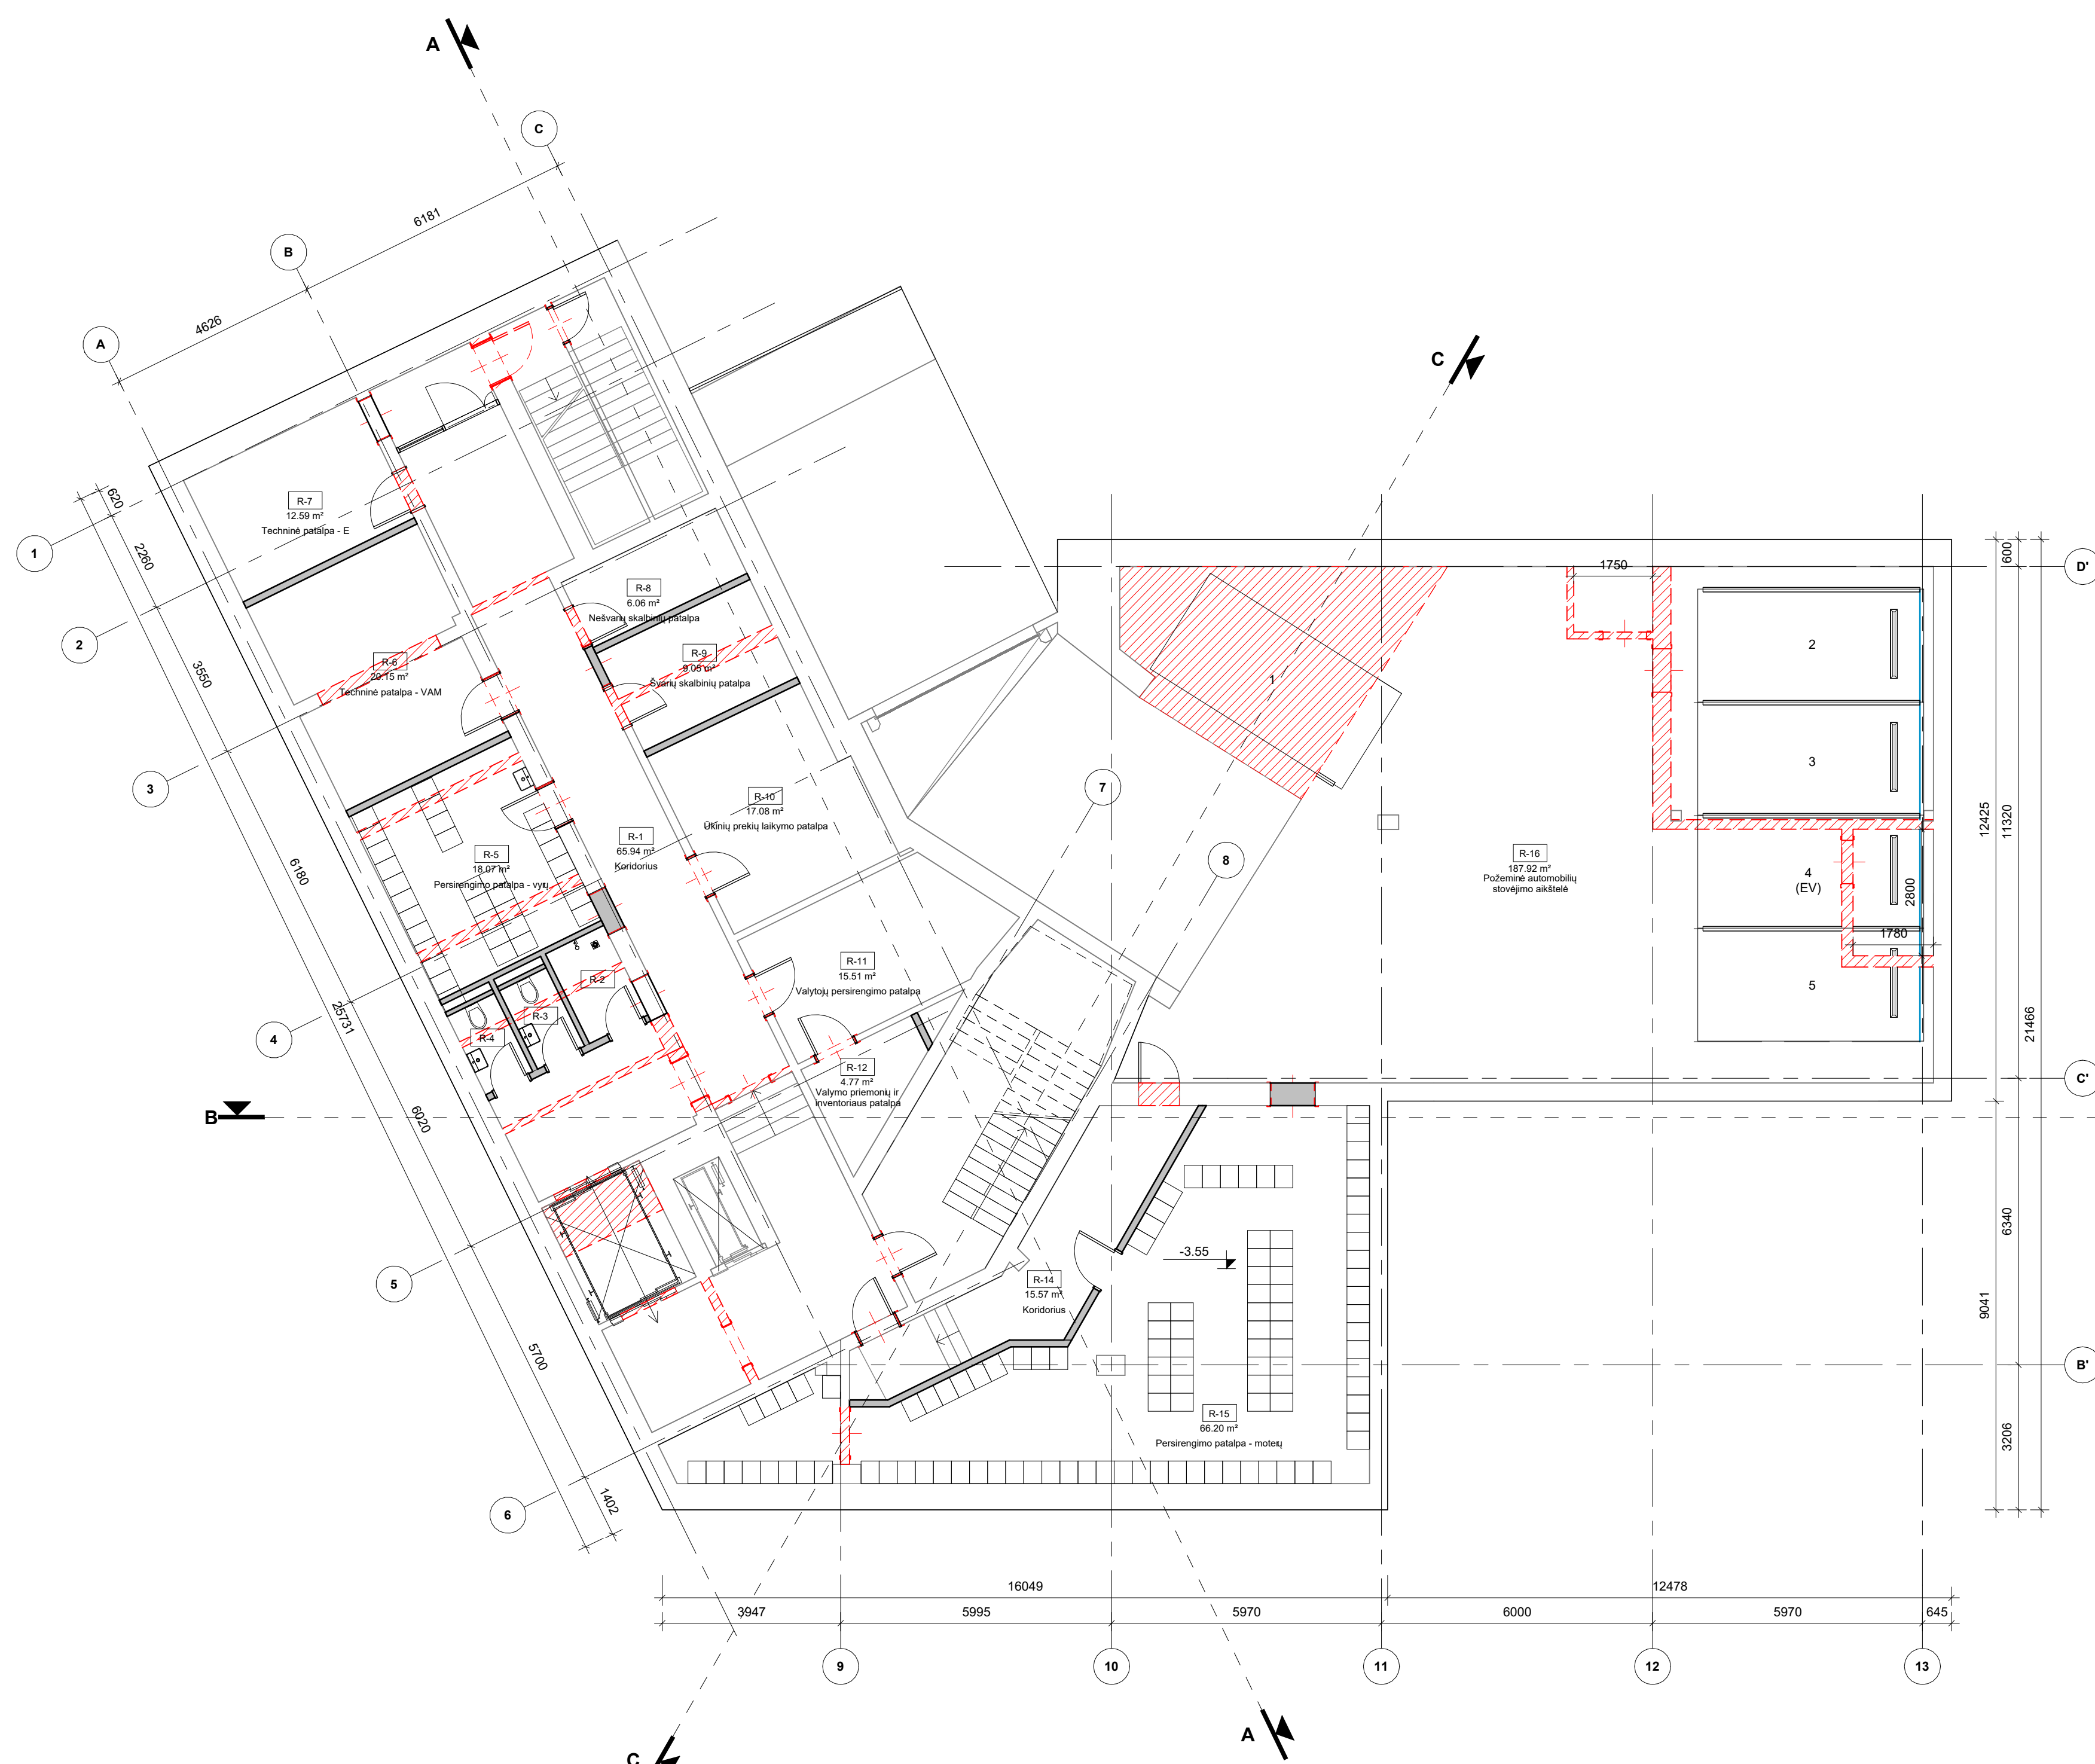 A
C
6181
B
4626
A
C
620
1
2260
2
3550
3
6180
25731
4
6020
5
5700
6
1402
R-7
12.59 m²
Techninė patalpa - E
R-8
6.06 m²
Nešvarių skalbinių patalpa
R-6
20.15 m²
Techninė patalpa - VAM
R-9
9.05 m²
Švarių skalbinių patalpa
R-10
17.08 m²
Ūkinių prekių laikymo patalpa
R-1
65.94 m²
Koridorius
R-5
18.07 m²
Persirengimo patalpa - vyrų
R-11
15.51 m²
Valytojų persirengimo patalpa
R-2
R-3
R-4
R-12
4.77 m²
Valymo priemonių ir
inventoriaus patalpa
B
7
8
1
1750
2
3
R-16
187.92 m²
Požeminė automobilių
stovėjimo aikštelė
4
(EV)
2800
1780
5
600
D'
12425
11320
21466
C'
6340
9041
B'
3206
-3.55
R-14
15.57 m²
Koridorius
R-15
66.20 m²
Persirengimo patalpa - moterų
16049
12478
3947
5995
5970
6000
5970
645
9
10
11
12
13
A
C